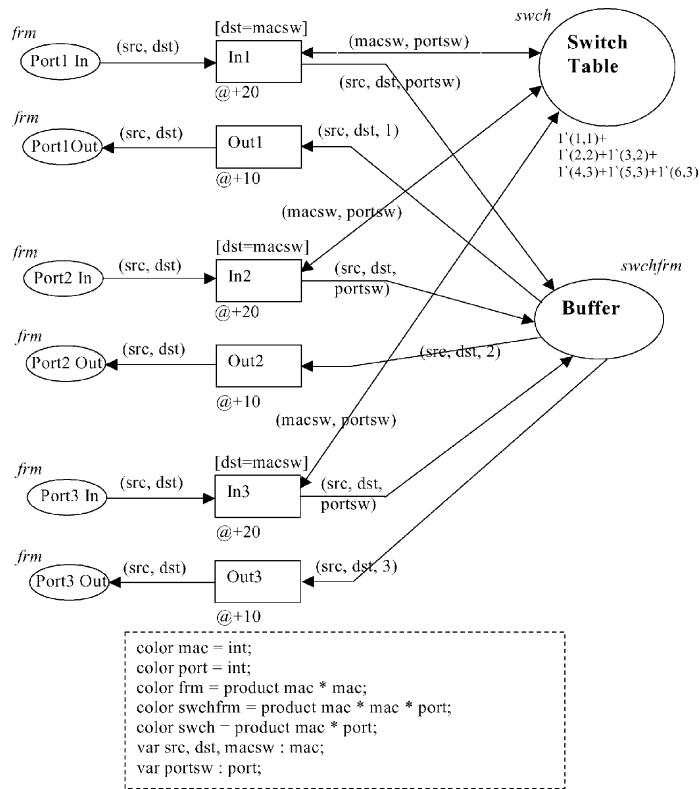 swch
frm
Port1 In
(src, dst)
[dst=macsw]
In1
@+20
(macsw, portsw)
(src, dst, portsw)
Switch
Table
1`(1,1)+
1`(2,2)+1`(3,2)+
1`(4,3)+1`(5,3)+1`(6,3)
frm
Port1Out
(src, dst)
Out1
@+10
(src, dst, 1)
(macsw, portsw)
frm
Port2 In
(src, dst)
[dst=macsw]
In2
@+20
(src, dst,
portsw)
swchfrm
Buffer
frm
Port2 Out
(src, dst)
Out2
@+10
(src, dst, 2)
(macsw, portsw)
frm
Port3 In
(src, dst)
[dst=macsw]
In3
@+20
(src, dst,
portsw)
frm
Port3 Out
(src, dst)
Out3
@+10
(src, dst, 3)
color mac = int;
color port = int;
color frm = product mac * mac;
color swchfrm = product mac * mac * port;
color swch = product mac * port;
var src, dst, macsw : mac;
var portsw : port;